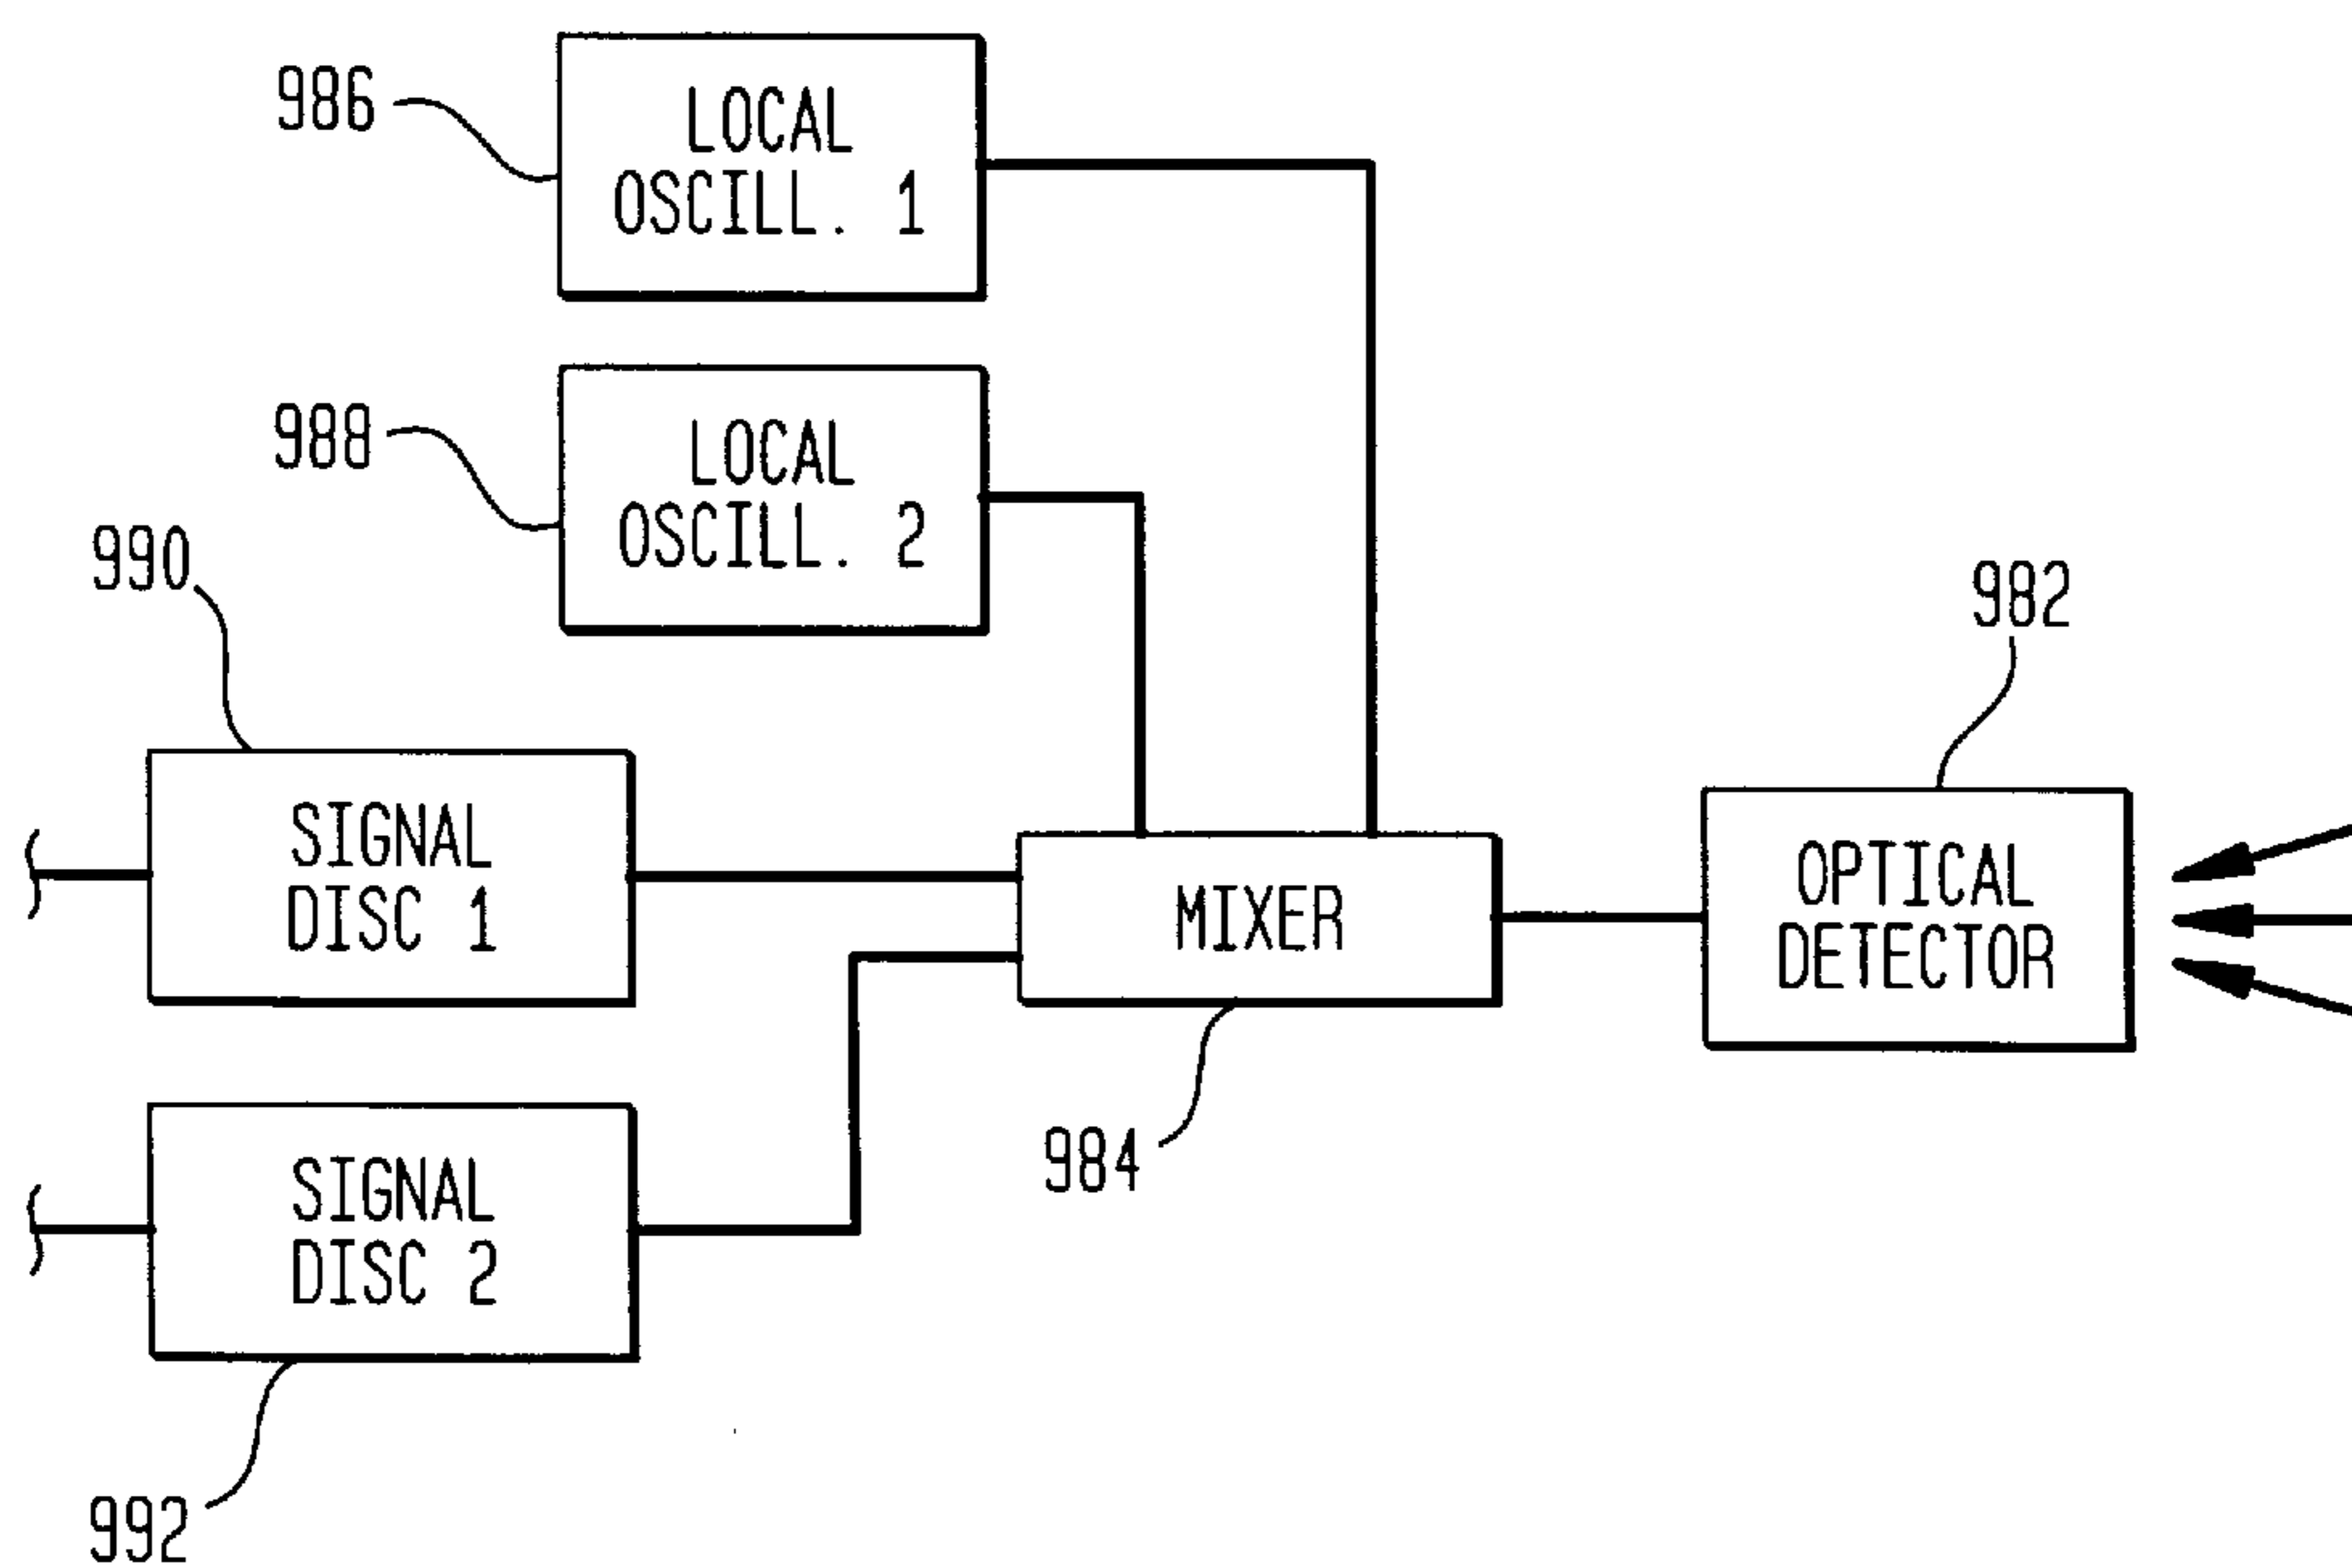 986
LOCAL
OSCILL. 1
988
LOCAL
OSCILL. 2
990
982
SIGNAL
DISC 1
MIXER
OPTICAL
DETECTOR
984
SIGNAL
DISC 2
992